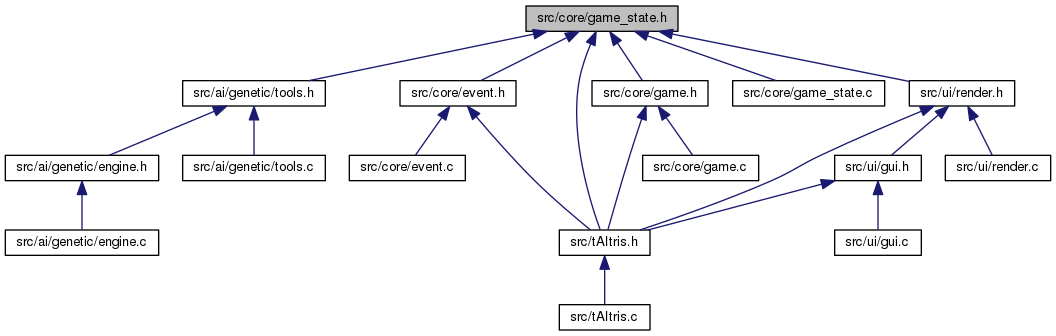 src/core/game_state.h
src/ai/genetic/tools.h
src/core/event.h
src/core/game.h
src/core/game_state.c
src/ui/render.h
src/ai/genetic/engine.h
src/ai/genetic/tools.c
src/core/event.c
src/core/game.c
src/ui/gui.h
src/ui/render.c
src/ai/genetic/engine.c
src/tAltris.h
src/ui/gui.c
src/tAltris.c